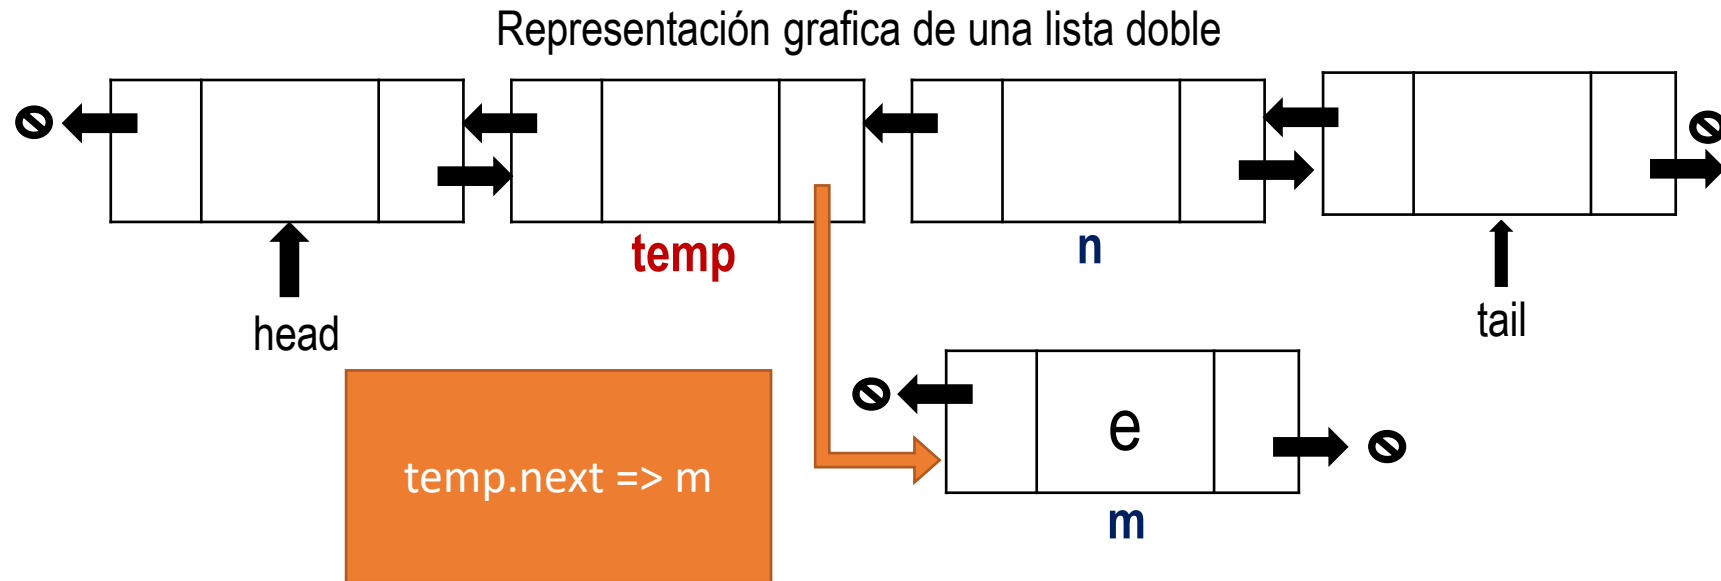 Representación grafica de una lista doble
temp
n
head
tail
e
temp.next => m
m